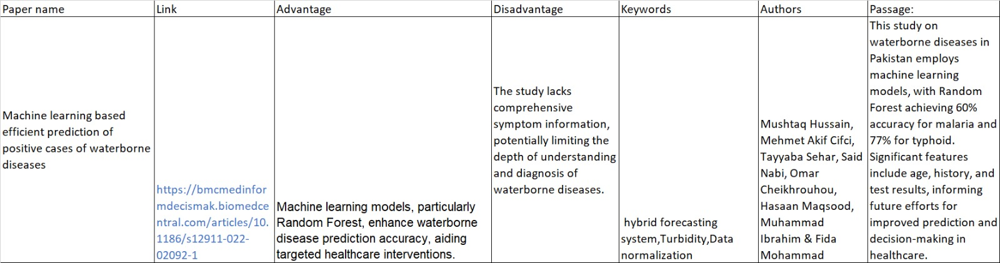 Paper name
Link
Advantage
Disadvantage
Keywords
Authors
Passage:
Machine learning based
efficient prediction of
positive cases of waterborne
diseases
https://bmcmedinfor
mdecismak.biomedce
ntral.com/articles/10.
1186/s12911-022-
02092-1
Machine learning models, particularly
Random Forest, enhance waterborne
disease prediction accuracy, aiding
targeted healthcare interventions.
The study lacks
comprehensive
symptom information,
potentially limiting the
depth of understanding
and diagnosis of
waterborne diseases.
hybrid forecasting
system,Turbidity,Data
normalization
Mushtaq Hussain,
Mehmet Akif Cifci,
Tayyaba Sehar, Said
Nabi, Omar
Cheikhrouhou,
Hasaan Maqsood,
Muhammad
Ibrahim & Fida
Mohammad
This study on
waterborne diseases in
Pakistan employs
machine learning
models, with Random
Forest achieving 60%
accuracy for malaria and
77% for typhoid.
Significant features
include age, history, and
test results, informing
future efforts for
improved prediction and
decision-making in
healthcare.